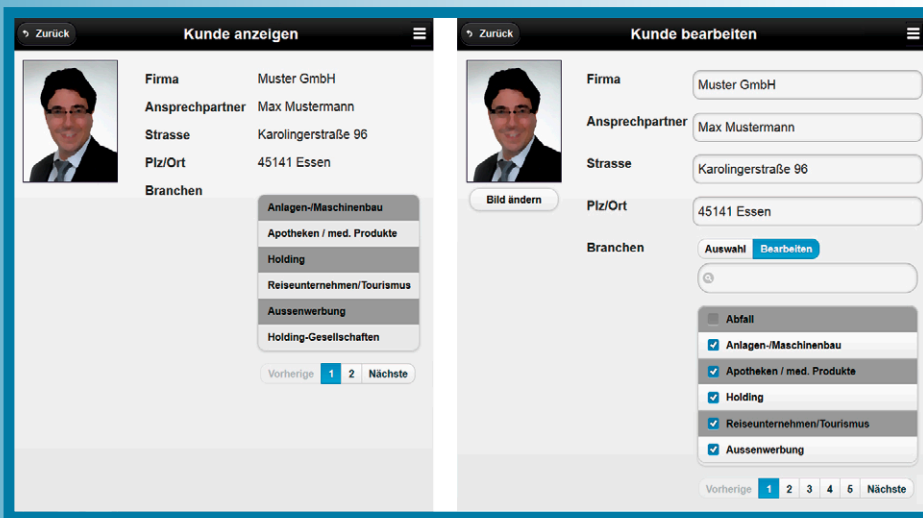 Zurück Kunde anzeigen
Firma Muster GmbH
Ansprechpartner Max Mustermann
Strasse Karolingerstraße 96
Plz/Ort 45141 Essen
Branchen
Anlagen-/Maschinenbau
Apotheken / med. Produkte
Holding
Reiseunternehmen/Tourismus
Aussenwerbung
Holding-Gesellschaften
Vorherige 1 2 Nächste
Zurück Kunde bearbeiten
Firma Muster GmbH
Ansprechpartner Max Mustermann
Strasse Karolingerstraße 96
Bild ändern
Plz/Ort 45141 Essen
Branchen Auswahl Bearbeiten
Abfall
Anlagen-/Maschinenbau
Apotheken / med. Produkte
Holding
Reiseunternehmen/Tourismus
Aussenwerbung
Vorherige 1 2 3 4 5 Nächste